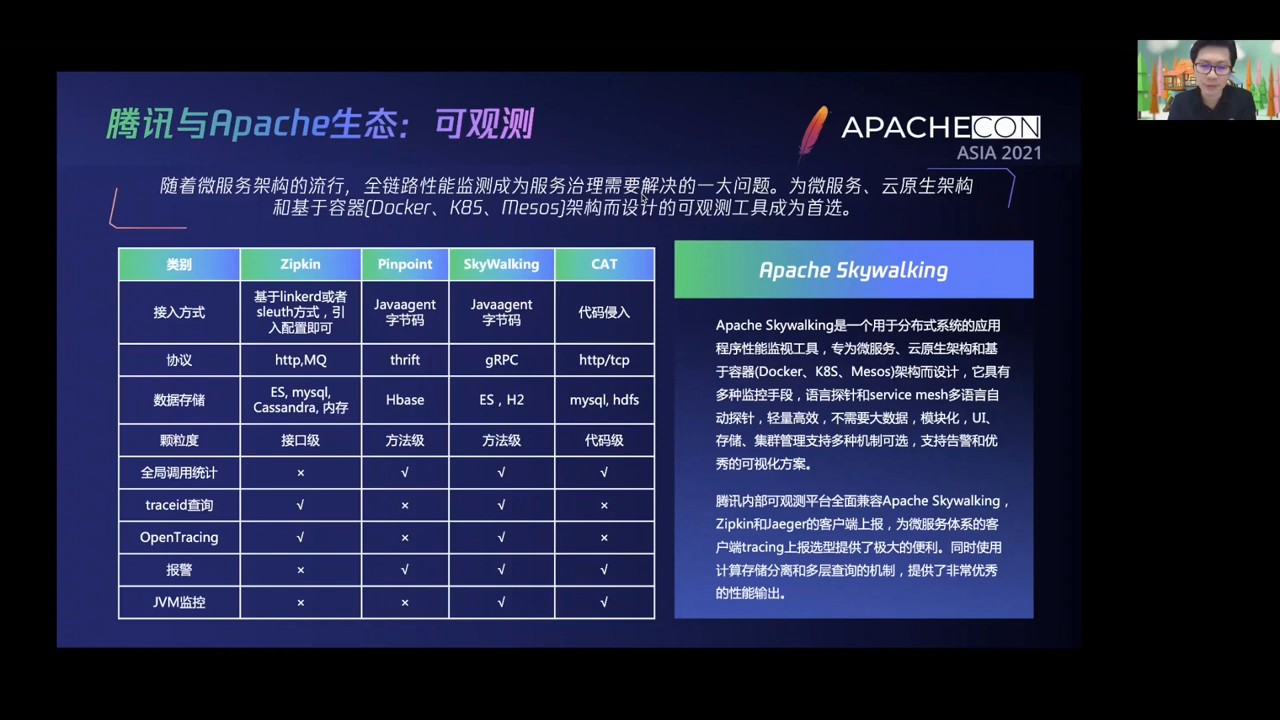 腾讯与Apache生态：可观测
APACHECON
ASIA 2021
随着微服务架构的流行，全链路性能监测成为服务治理需要解决的一大问题。为微服务、云原生架构
和基于容器(Docker、K8S、Mesos)架构而设计的可观测工具成为首选。
类别 Zipkin Pinpoint SkyWalking CAT
接入方式 基于linkerd或者sleuth方式，引入配置即可 Javaagent字节码 Javaagent字节码 代码侵入
协议 http,MQ thrift gRPC http/tcp
数据存储 ES, mysql, Cassandra, 内存 Hbase ES，H2 mysql, hdfs
颗粒度 接口级 方法级 方法级 代码级
全局调用统计 × √ √ √
traceid查询 √ × √ ×
OpenTracing √ × √ ×
报警 × √ √ √
JVM监控 × × √ √
Apache Skywalking
Apache Skywalking是一个用于分布式系统的应用
程序性能监视工具，专为微服务、云原生架构和基
于容器(Docker、K8S、Mesos)架构而设计，它具有
多种监控手段，语言探针和service mesh多语言自
动探针，轻量高效，不需要大数据，模块化，UI、
存储、集群管理支持多种机制可选，支持告警和优
秀的可视化方案。
腾讯内部可观测平台全面兼容Apache Skywalking，
Zipkin和Jaeger的客户端上报，为微服务体系的客
户端tracing上报选型提供了极大的便利。同时使用
计算存储分离和多层查询的机制，提供了非常优秀
的性能输出。